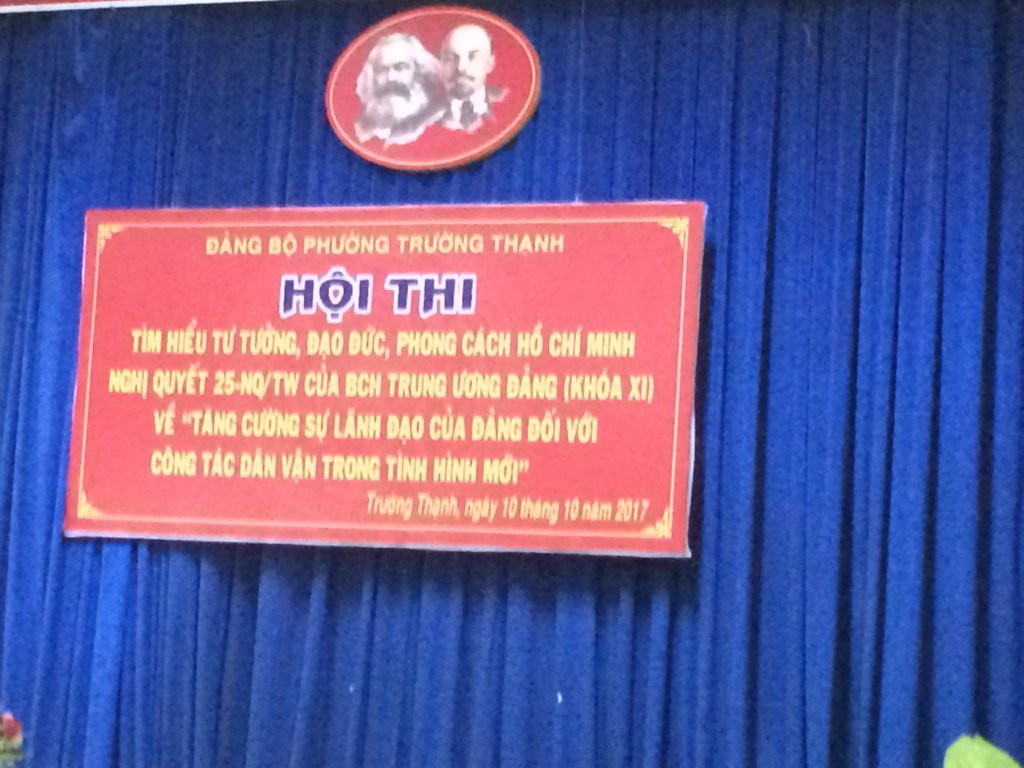 ĐẢNG BỘ PHƯỜNG TRƯỜNG THẠNH
HỘI THI
TÌM HIỂU TƯ TƯỞNG, ĐẠO ĐỨC, PHONG CÁCH HỒ CHÍ MINH
NGHỊ QUYẾT 25-NQ/TW CỦA BCH TRUNG ƯƠNG ĐẢNG (KHÓA XI)
VỀ "TĂNG CƯỜNG SỰ LÃNH ĐẠO CỦA ĐẢNG ĐỐI VỚI
CÔNG TÁC DÂN VẬN TRONG TÌNH HÌNH MỚI"
Trường Thạnh, ngày 10 tháng 10 năm 2017